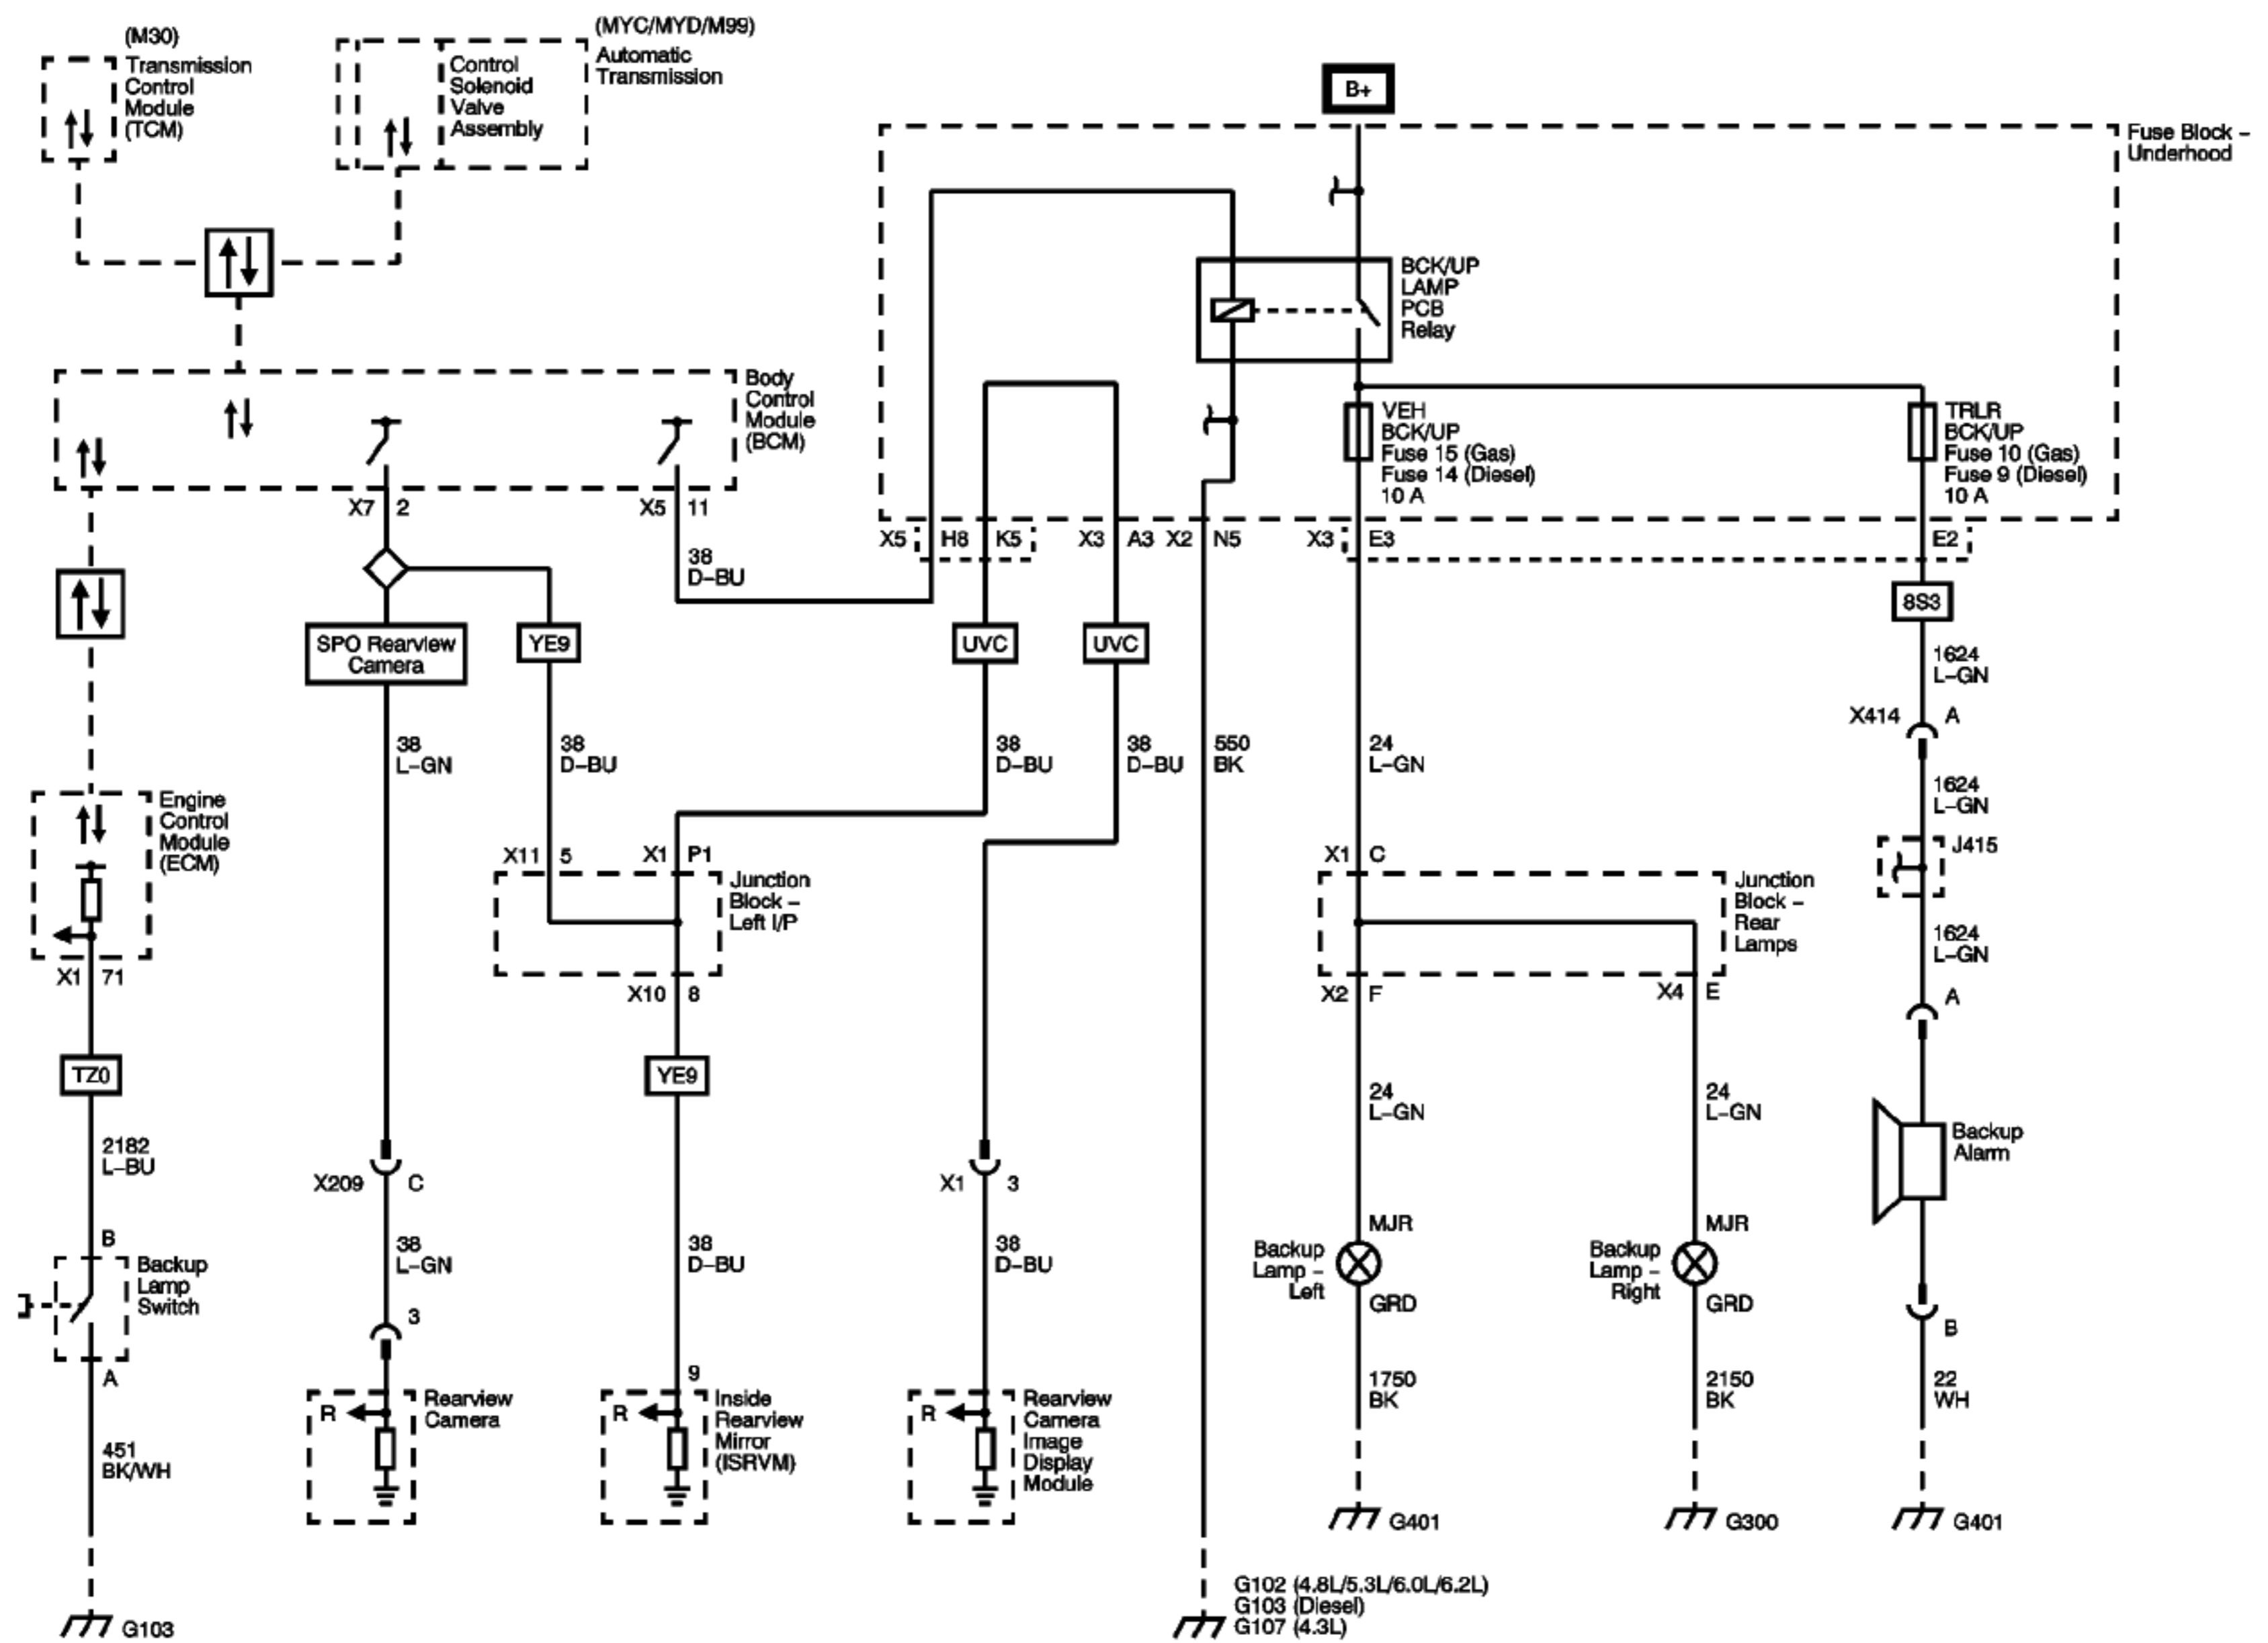 (M30)
Transmission
Control
Module
(TCM)
(MYC/MYD/M99)
Automatic
Transmission
Control
Solenoid
Valve
Assembly
B+
Fuse Block –
Underhood
BCK/UP
LAMP
PCB
Relay
Body
Control
Module
(BCM)
VEH
BCK/UP
Fuse 15 (Gas)
Fuse 14 (Diesel)
10 A
TRLR
BCK/UP
Fuse 10 (Gas)
Fuse 9 (Diesel)
10 A
X7 2
X5 11
X5 H8 K5 X3 A3 X2 N5 X3 E3 E2
38
D–BU
8S3
SPO Rearview
Camera
YE9
UVC
UVC
1624
L–GN
X414 A
38
L–GN
38
D–BU
38
D–BU
38
D–BU
550
BK
24
L–GN
1624
L–GN
Engine
Control
Module
(ECM)
X11 5
X1 P1
X1 C
J415
Junction
Block –
Left I/P
Junction
Block –
Rear
Lamps
1624
L–GN
X1 71
X10 8
X2 F
X4 E
A
TZ0
YE9
24
L–GN
24
L–GN
Backup
Alarm
2182
L–BU
X209 C
X1 3
B
Backup
Lamp
Switch
A
38
L–GN
3
38
D–BU
9
38
D–BU
MJR
Backup
Lamp –
Left
GRD
MJR
Backup
Lamp –
Right
GRD
B
1750
BK
2150
BK
22
WH
451
BK/WH
R
Rearview
Camera
R
Inside
Rearview
Mirror
(ISRVM)
R
Rearview
Camera
Image
Display
Module
G401
G300
G401
G103
G102 (4.8L/5.3L/6.0L/6.2L)
G103 (Diesel)
G107 (4.3L)